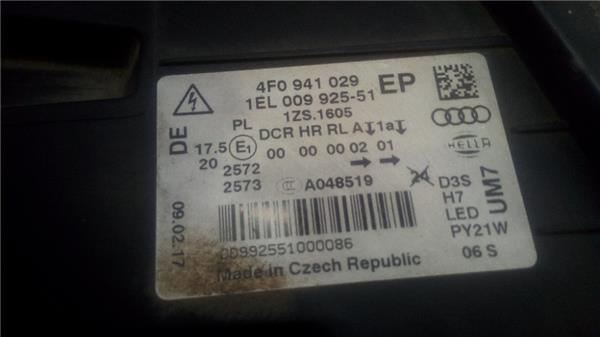 4F0 941 029 EP
1EL 009 925-51
1ZS.1605
PL DCR HR RL A 1a
DE 17.5 E1 00 00 00 02 01
20
2572
2573 CCC A048519 24 D3S
H7
LED
PY21W
UM7
HELLA
09.02.17
00992551000086
Made in Czech Republic
06 S